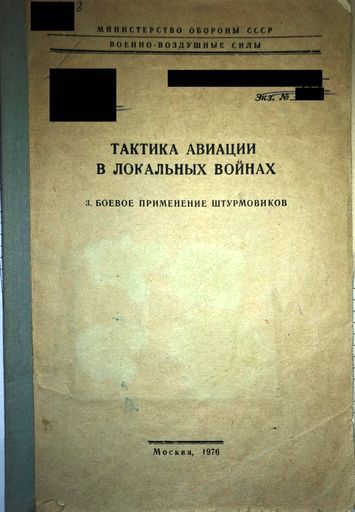 МИНИСТЕРСТВО ОБОРОНЫ СССР
ВОЕННО-ВОЗДУШНЫЕ СИЛЫ
Экз. №
ТАКТИКА АВИАЦИИ
В ЛОКАЛЬНЫХ ВОЙНАХ
3. БОЕВОЕ ПРИМЕНЕНИЕ ШТУРМОВИКОВ
Москва, 1976